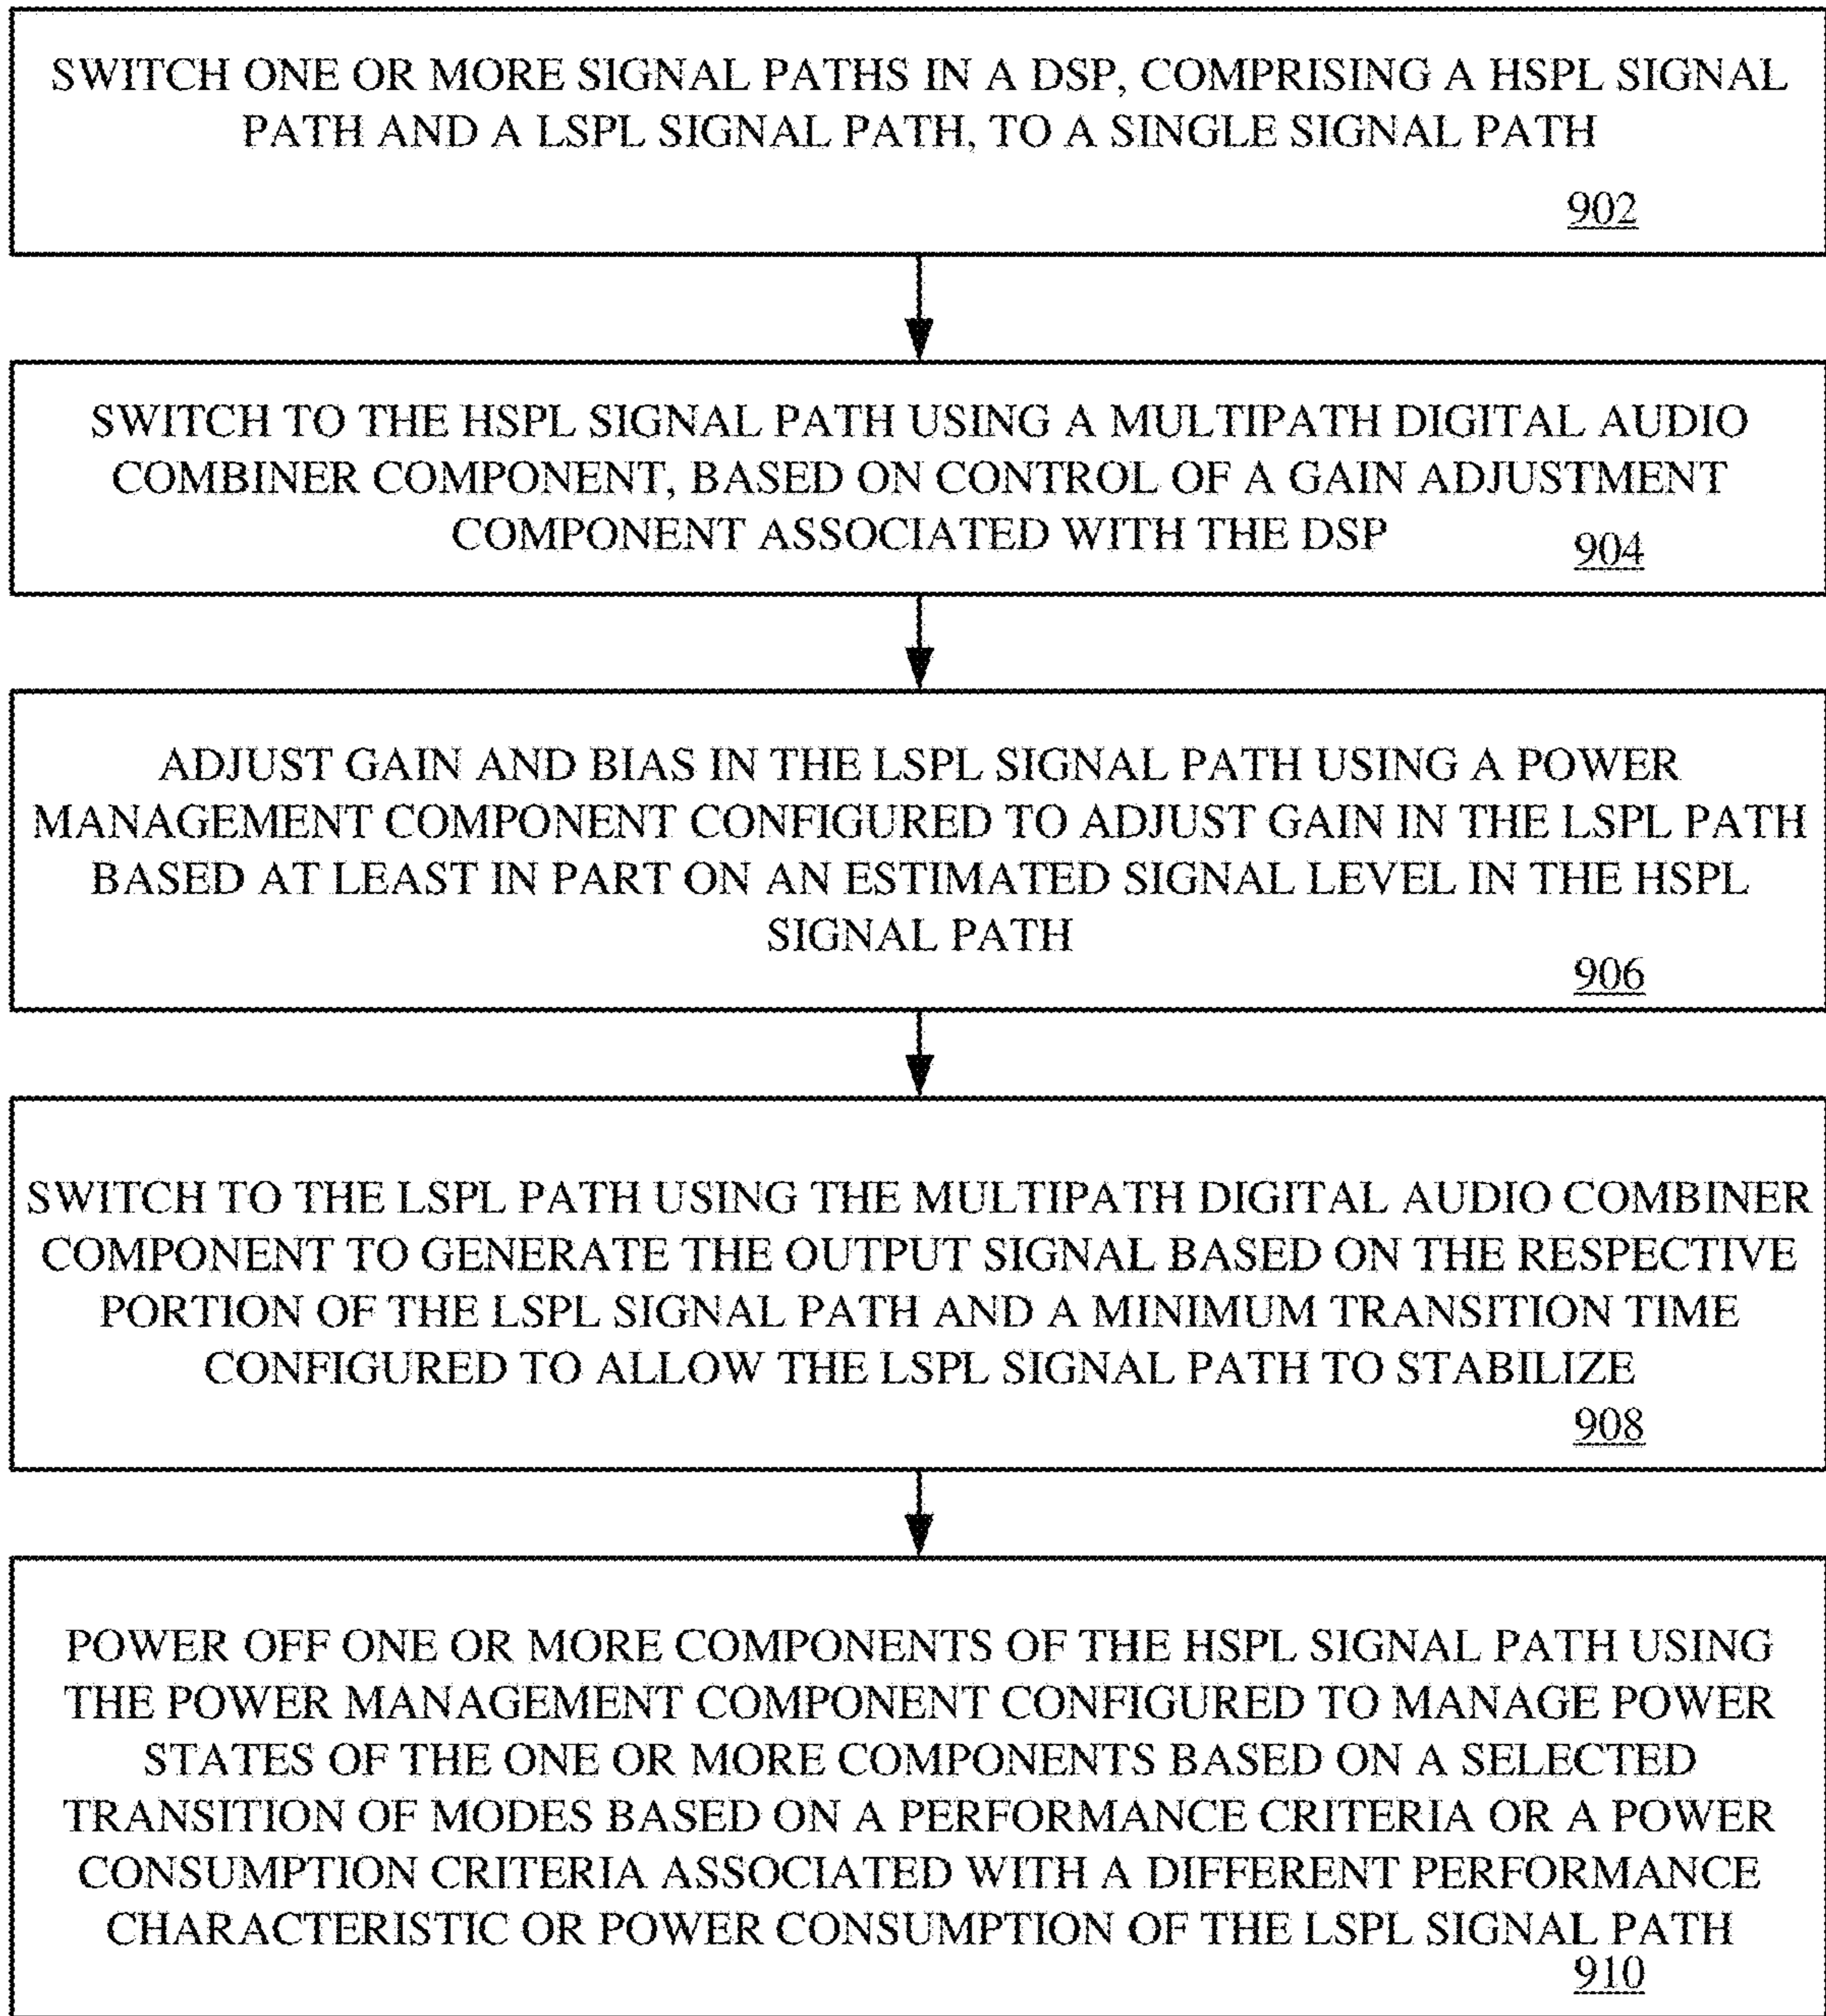 SWITCH ONE OR MORE SIGNAL PATHS IN A DSP, COMPRISING A HSPL SIGNAL
PATH AND A LSPL SIGNAL PATH, TO A SINGLE SIGNAL PATH
902
SWITCH TO THE HSPL SIGNAL PATH USING A MULTIPATH DIGITAL AUDIO
COMBINER COMPONENT, BASED ON CONTROL OF A GAIN ADJUSTMENT
COMPONENT ASSOCIATED WITH THE DSP
904
ADJUST GAIN AND BIAS IN THE LSPL SIGNAL PATH USING A POWER
MANAGEMENT COMPONENT CONFIGURED TO ADJUST GAIN IN THE LSPL PATH
BASED AT LEAST IN PART ON AN ESTIMATED SIGNAL LEVEL IN THE HSPL
SIGNAL PATH
906
SWITCH TO THE LSPL PATH USING THE MULTIPATH DIGITAL AUDIO COMBINER
COMPONENT TO GENERATE THE OUTPUT SIGNAL BASED ON THE RESPECTIVE
PORTION OF THE LSPL SIGNAL PATH AND A MINIMUM TRANSITION TIME
CONFIGURED TO ALLOW THE LSPL SIGNAL PATH TO STABILIZE
908
POWER OFF ONE OR MORE COMPONENTS OF THE HSPL SIGNAL PATH USING
THE POWER MANAGEMENT COMPONENT CONFIGURED TO MANAGE POWER
STATES OF THE ONE OR MORE COMPONENTS BASED ON A SELECTED
TRANSITION OF MODES BASED ON A PERFORMANCE CRITERIA OR A POWER
CONSUMPTION CRITERIA ASSOCIATED WITH A DIFFERENT PERFORMANCE
CHARACTERISTIC OR POWER CONSUMPTION OF THE LSPL SIGNAL PATH
910